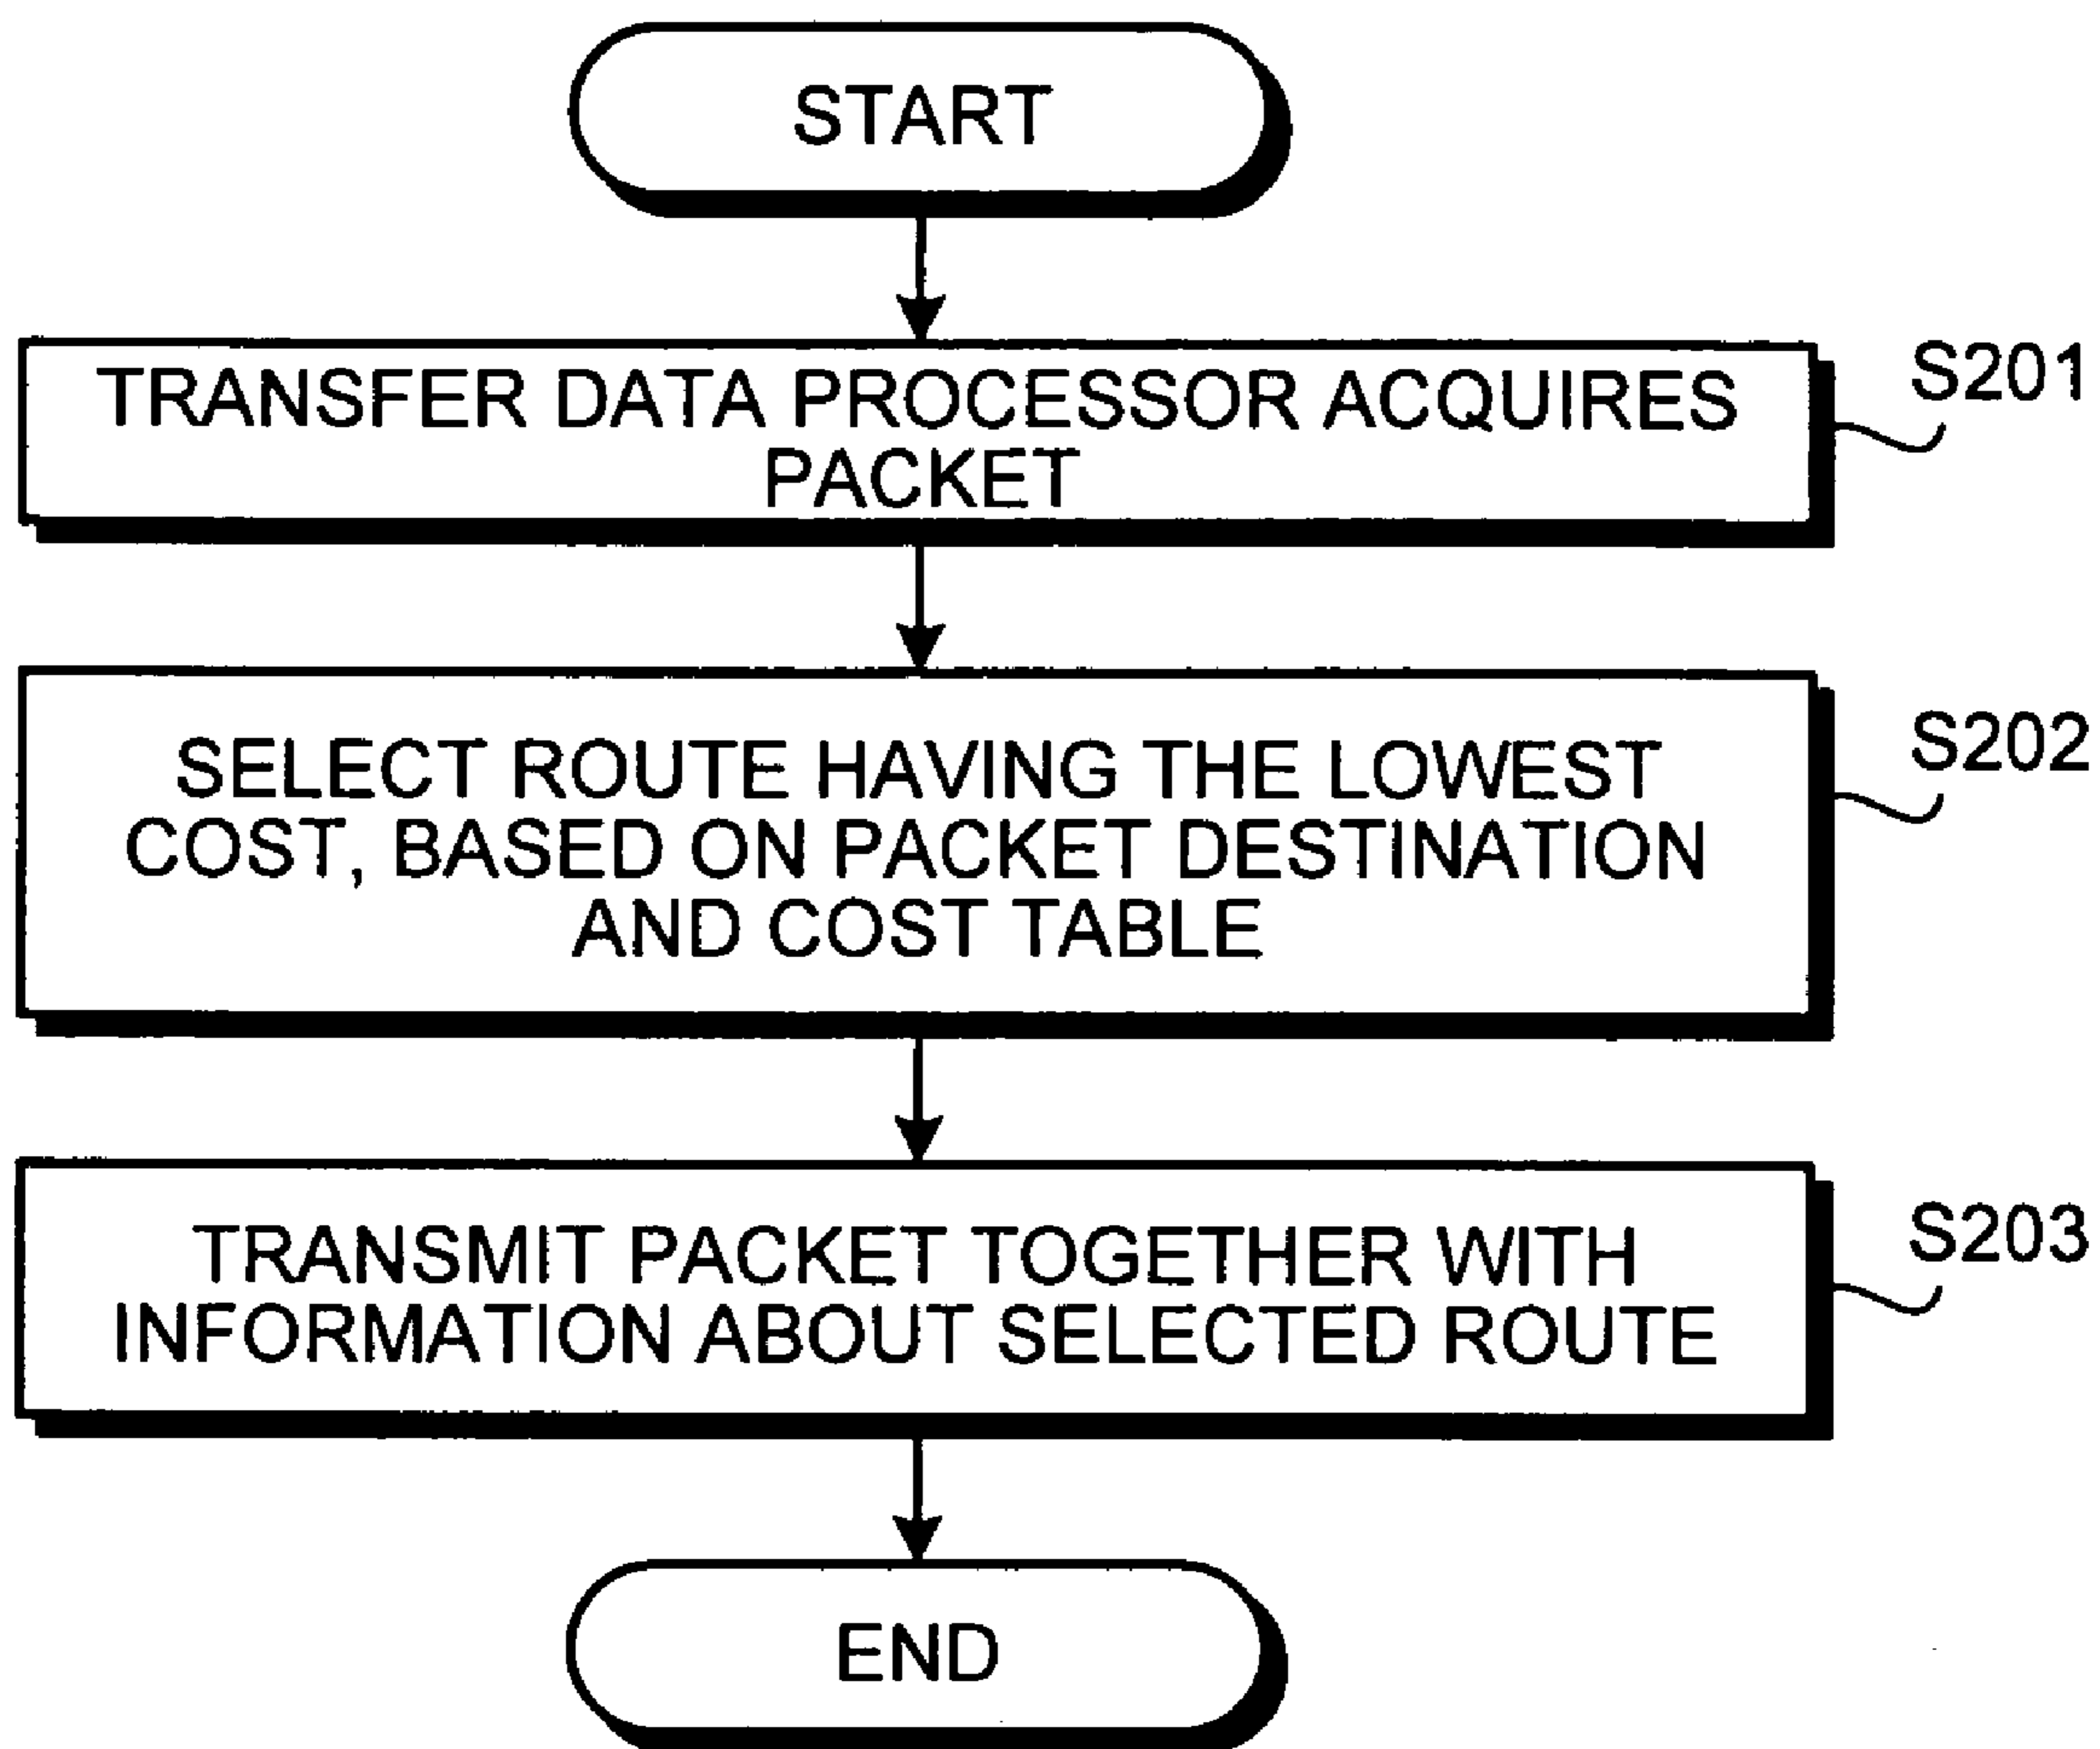 START
TRANSFER DATA PROCESSOR ACQUIRES
PACKET
S201
SELECT ROUTE HAVING THE LOWEST
COST, BASED ON PACKET DESTINATION
AND COST TABLE
S202
TRANSMIT PACKET TOGETHER WITH
INFORMATION ABOUT SELECTED ROUTE
S203
END